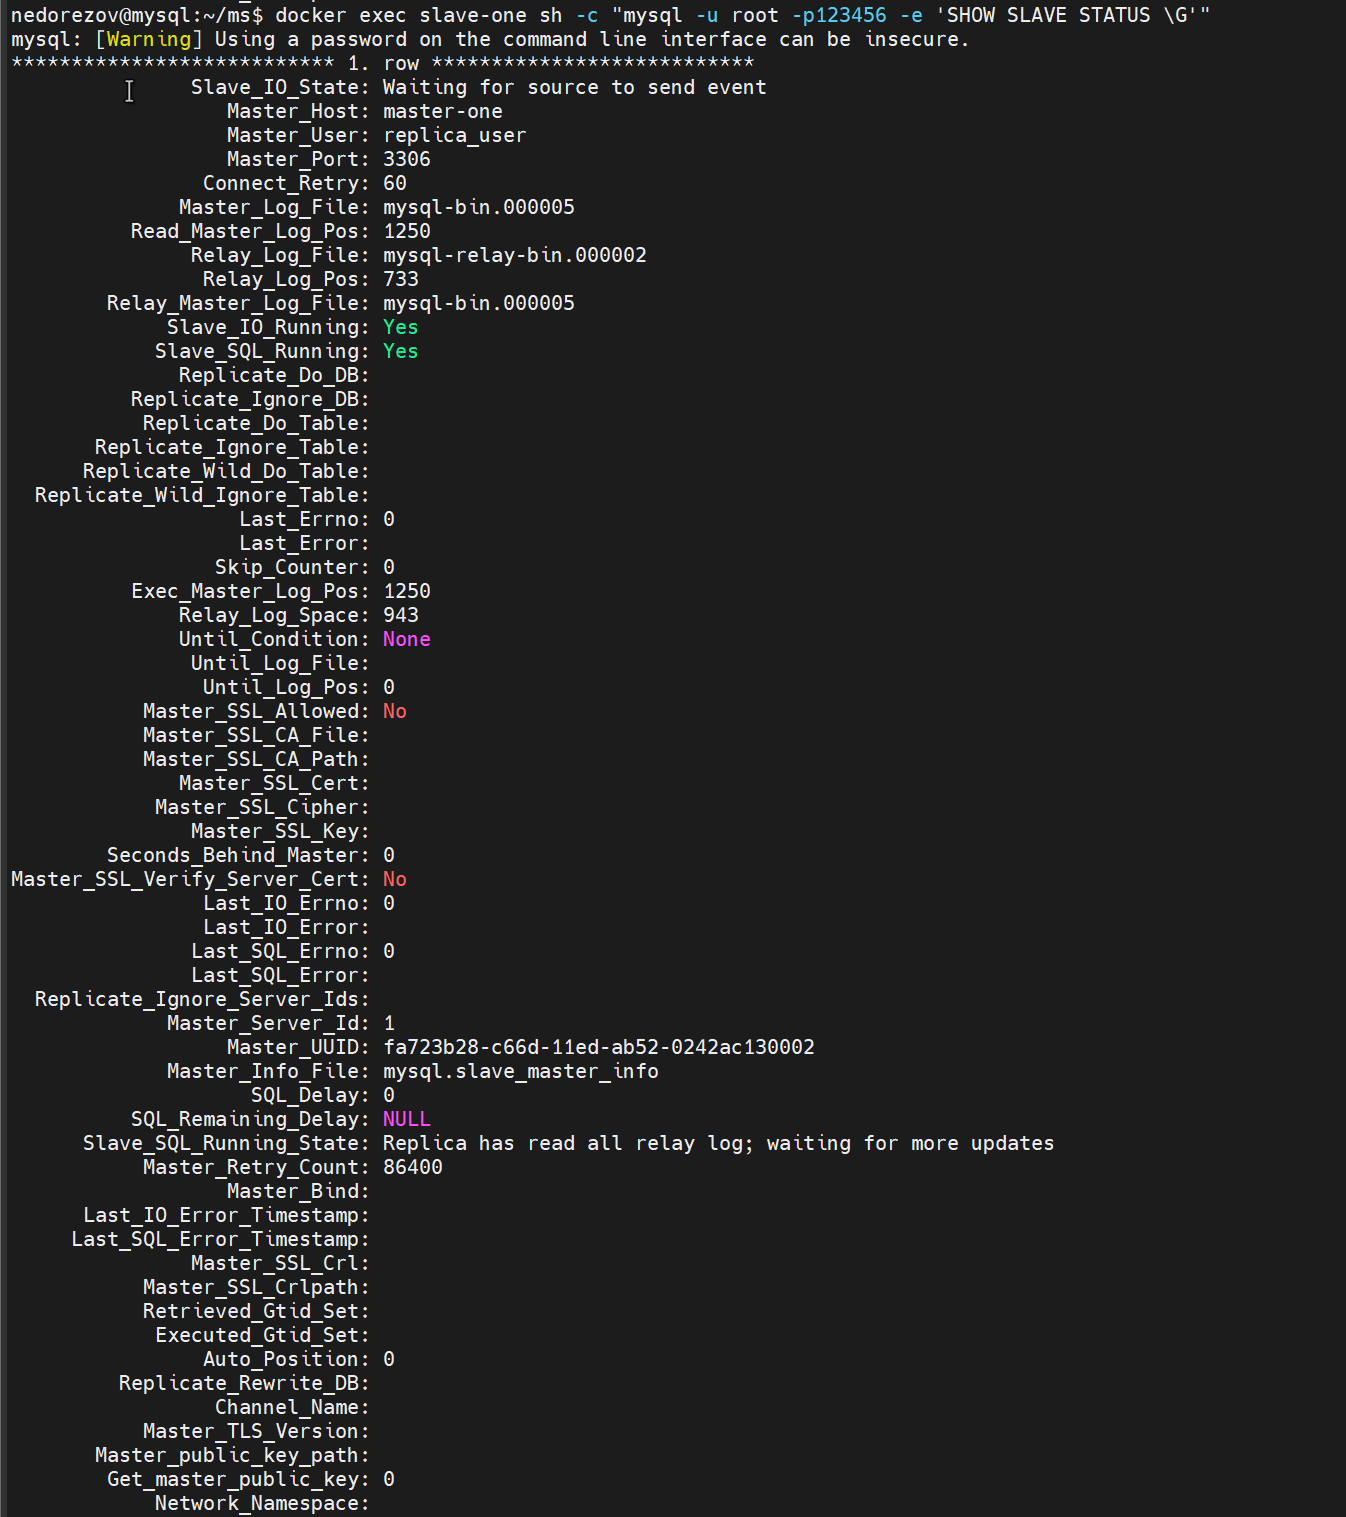 nedorezov@mysql:~/ms$ docker exec slave-one sh -c "mysql -u root -p123456 -e 'SHOW SLAVE STATUS \G'"
mysql: [Warning] Using a password on the command line interface can be insecure.
*************************** 1. row ***************************
Slave_IO_State: Waiting for source to send event
Master_Host: master-one
Master_User: replica_user
Master_Port: 3306
Connect_Retry: 60
Master_Log_File: mysql-bin.000005
Read_Master_Log_Pos: 1250
Relay_Log_File: mysql-relay-bin.000002
Relay_Log_Pos: 733
Relay_Master_Log_File: mysql-bin.000005
Slave_IO_Running: Yes
Slave_SQL_Running: Yes
Replicate_Do_DB:
Replicate_Ignore_DB:
Replicate_Do_Table:
Replicate_Ignore_Table:
Replicate_Wild_Do_Table:
Replicate_Wild_Ignore_Table:
Last_Errno: 0
Last_Error:
Skip_Counter: 0
Exec_Master_Log_Pos: 1250
Relay_Log_Space: 943
Until_Condition: None
Until_Log_File:
Until_Log_Pos: 0
Master_SSL_Allowed: No
Master_SSL_CA_File:
Master_SSL_CA_Path:
Master_SSL_Cert:
Master_SSL_Cipher:
Master_SSL_Key:
Seconds_Behind_Master: 0
Master_SSL_Verify_Server_Cert: No
Last_IO_Errno: 0
Last_IO_Error:
Last_SQL_Errno: 0
Last_SQL_Error:
Replicate_Ignore_Server_Ids:
Master_Server_Id: 1
Master_UUID: fa723b28-c66d-11ed-ab52-0242ac130002
Master_Info_File: mysql.slave_master_info
SQL_Delay: 0
SQL_Remaining_Delay: NULL
Slave_SQL_Running_State: Replica has read all relay log; waiting for more updates
Master_Retry_Count: 86400
Master_Bind:
Last_IO_Error_Timestamp:
Last_SQL_Error_Timestamp:
Master_SSL_Crl:
Master_SSL_Crlpath:
Retrieved_Gtid_Set:
Executed_Gtid_Set:
Auto_Position: 0
Replicate_Rewrite_DB:
Channel_Name:
Master_TLS_Version:
Master_public_key_path:
Get_master_public_key: 0
Network_Namespace: